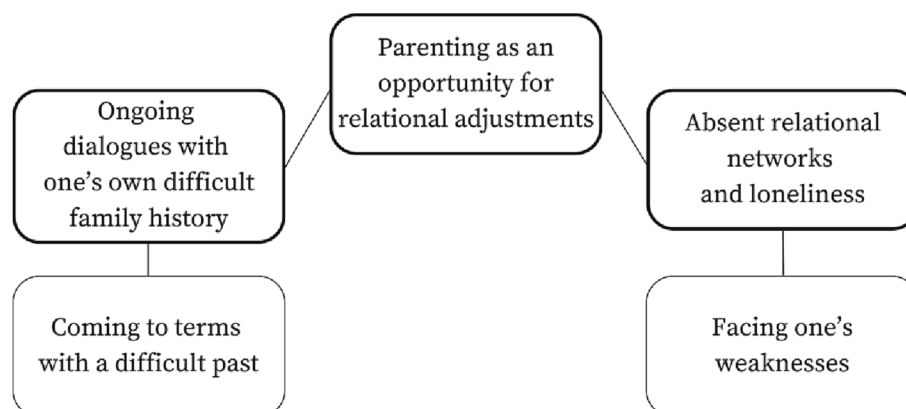 Parenting as an
opportunity for
relational adjustments
Ongoing
dialogues with
one’s own difficult
family history
Absent relational
networks
and loneliness
Coming to terms
with a difficult past
Facing one’s
weaknesses